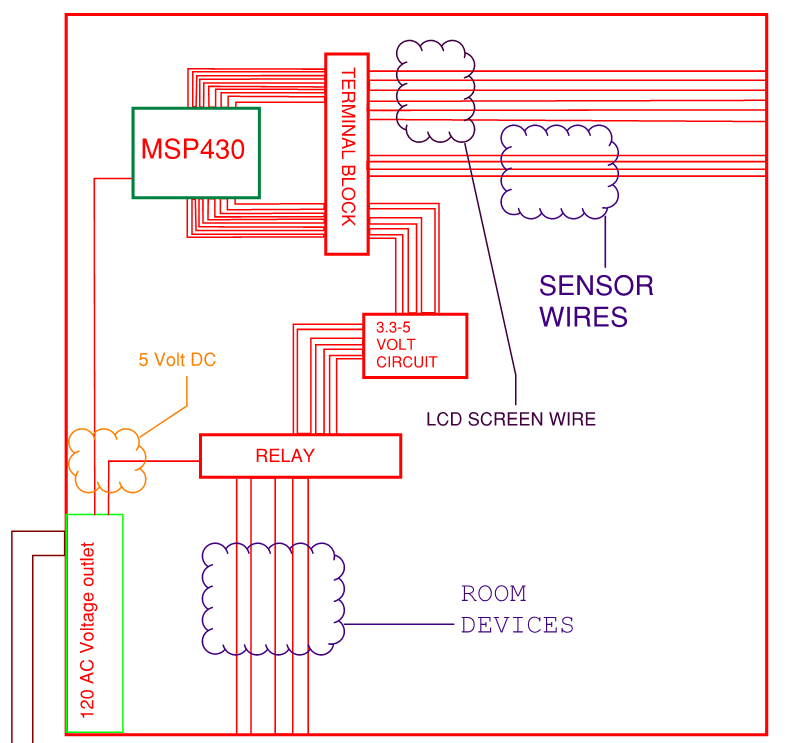 MSP430
TERMINAL BLOCK
SENSOR
WIRES
3.3-5
VOLT
CIRCUIT
5 Volt DC
LCD SCREEN WIRE
RELAY
120 AC Voltage outlet
ROOM
DEVICES